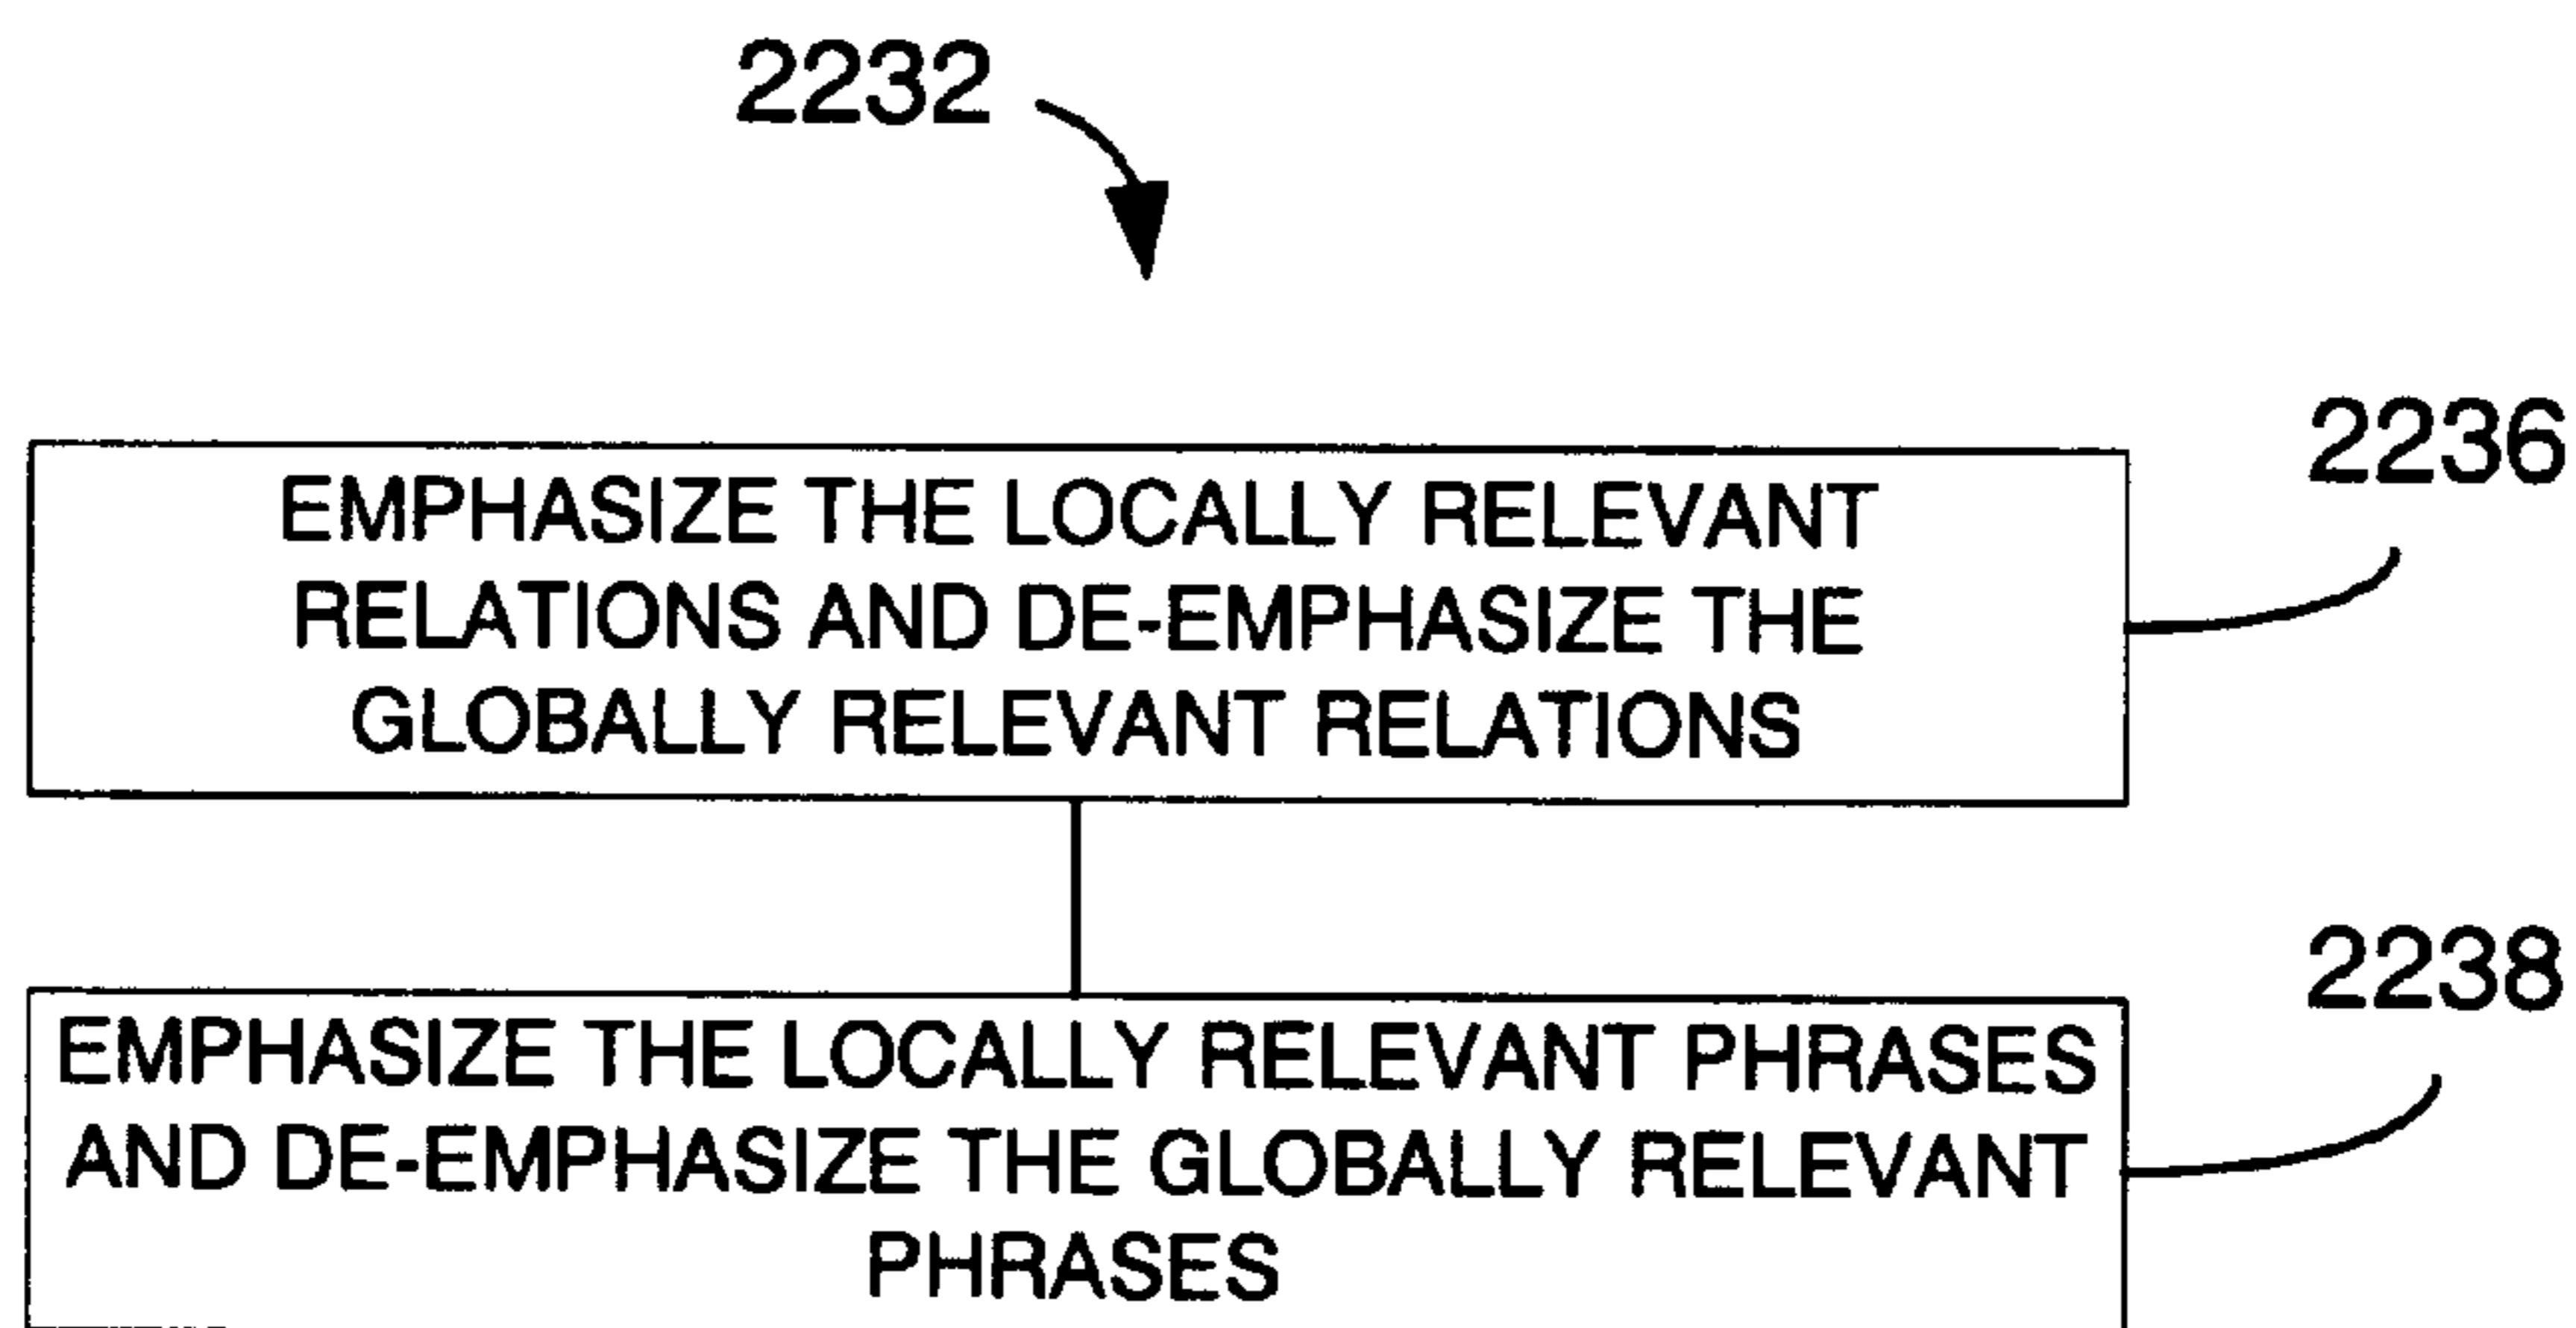 2232
2236
EMPHASIZE THE LOCALLY RELEVANT
RELATIONS AND DE-EMPHASIZE THE
GLOBALLY RELEVANT RELATIONS
2238
EMPHASIZE THE LOCALLY RELEVANT PHRASES
AND DE-EMPHASIZE THE GLOBALLY RELEVANT
PHRASES